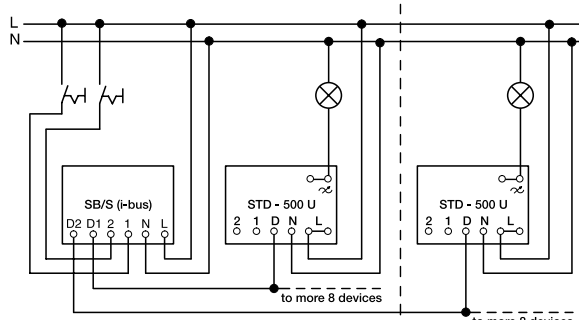 L
N
SB/S (i-bus)
D2 D1 2 1 N L
STD - 500 U
2 1 D N L
STD - 500 U
2 1 D N L
to more 8 devices
to more 8 devices